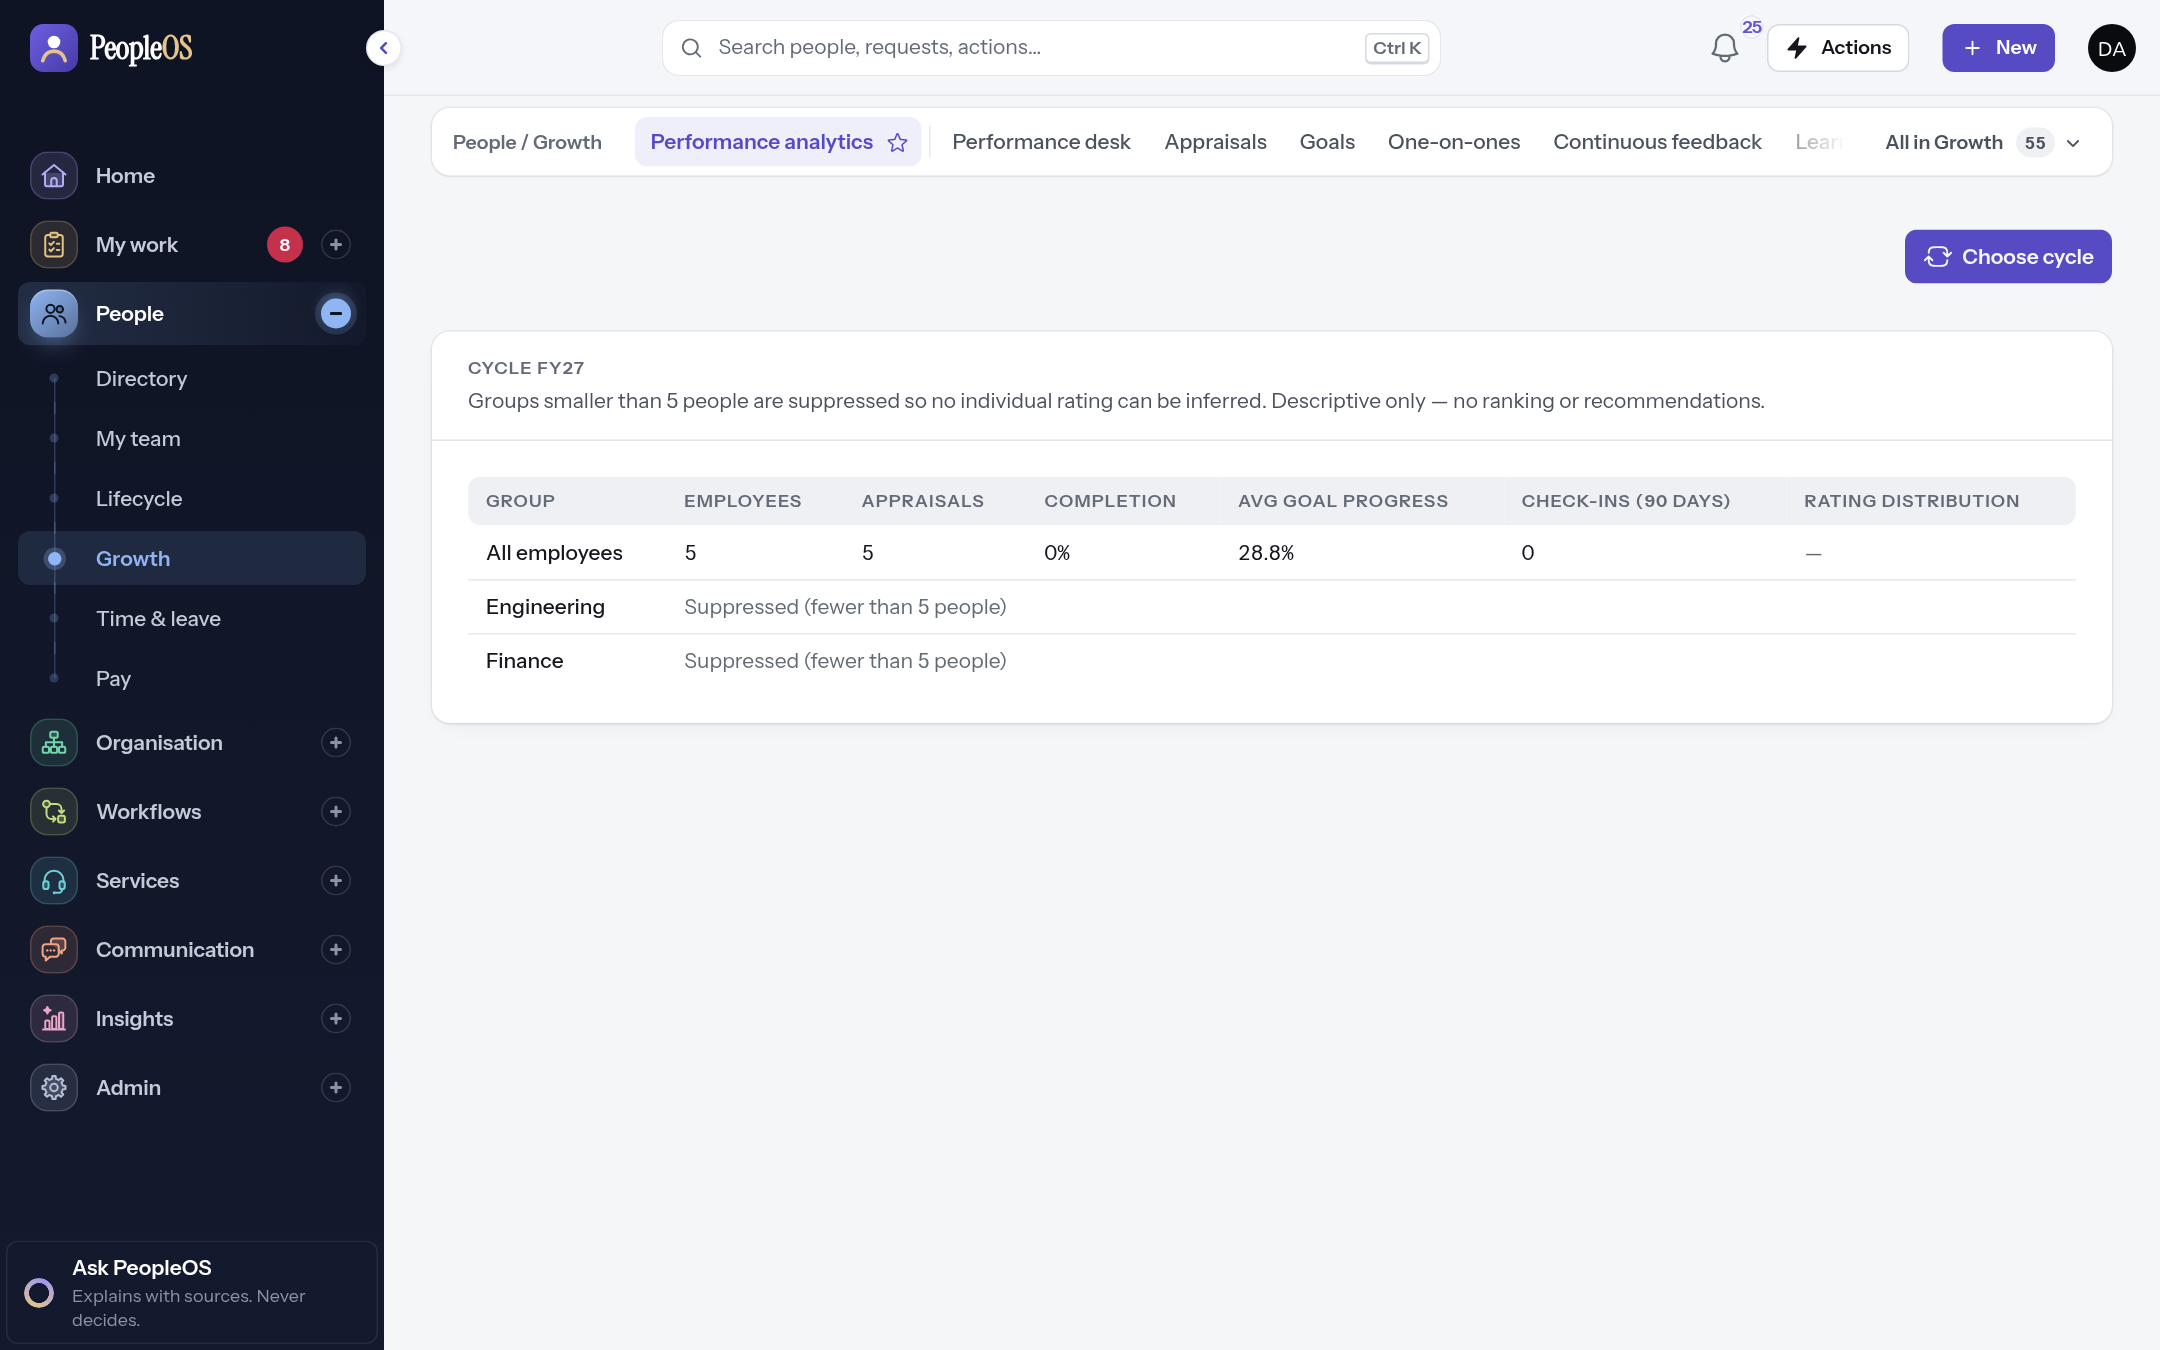 PeopleOS
Search people, requests, actions...
Ctrl K
25
Actions
New
DA
Home
My work
8
People
Directory
My team
Lifecycle
Growth
Time & leave
Pay
Organisation
Workflows
Services
Communication
Insights
Admin
Ask PeopleOS
Explains with sources. Never
decides.
People / Growth
Performance analytics
Performance desk
Appraisals
Goals
One-on-ones
Continuous feedback
Lear
All in Growth
55
Choose cycle
CYCLE FY27
Groups smaller than 5 people are suppressed so no individual rating can be inferred. Descriptive only — no ranking or recommendations.
GROUP EMPLOYEES APPRAISALS COMPLETION AVG GOAL PROGRESS CHECK-INS (90 DAYS) RATING DISTRIBUTION
All employees 5 5 0% 28.8% 0 —
Engineering Suppressed (fewer than 5 people)
Finance Suppressed (fewer than 5 people)